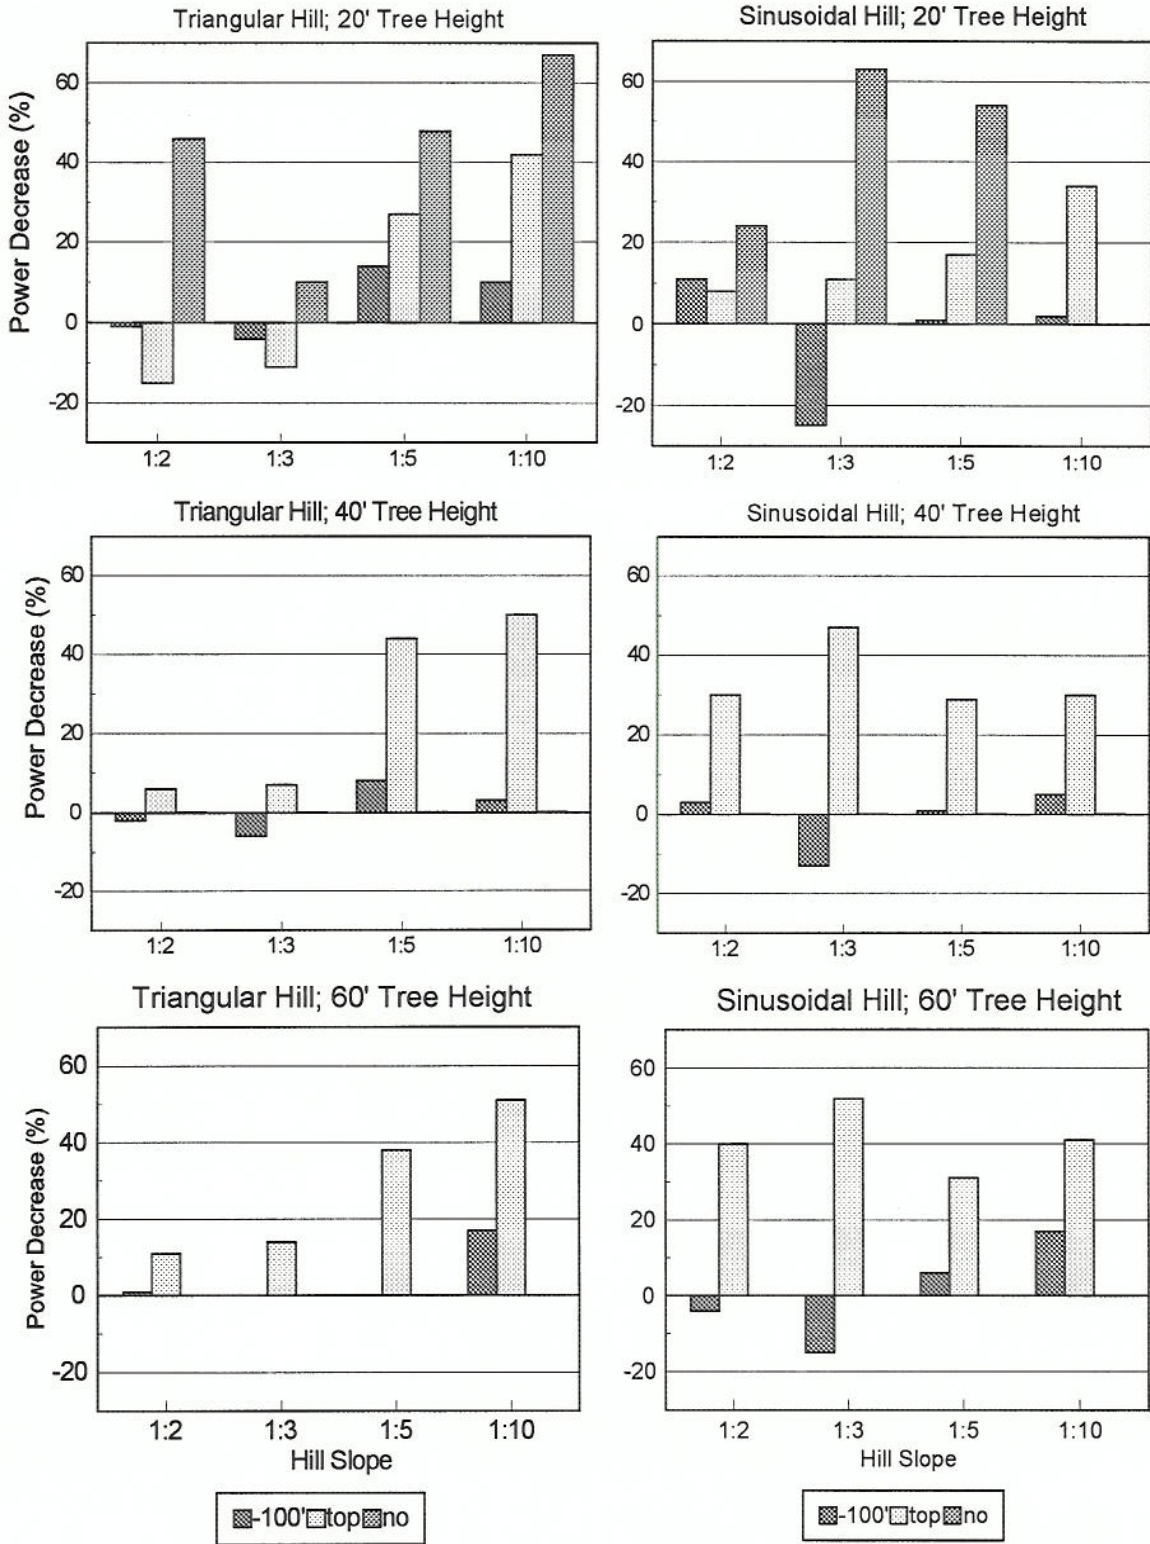 Triangular Hill; 20' Tree Height
Power Decrease (%)
60
40
20
0
-20
1:2 1:3 1:5 1:10
Sinusoidal Hill; 20' Tree Height
60
40
20
0
-20
1:2 1:3 1:5 1:10
Triangular Hill; 40' Tree Height
Power Decrease (%)
60
40
20
0
-20
1:2 1:3 1:5 1:10
Sinusoidal Hill; 40' Tree Height
60
40
20
0
-20
1:2 1:3 1:5 1:10
Triangular Hill; 60' Tree Height
Power Decrease (%)
60
40
20
0
-20
1:2 1:3 1:5 1:10
Hill Slope
-100' top no
Sinusoidal Hill; 60' Tree Height
60
40
20
0
-20
1:2 1:3 1:5 1:10
Hill Slope
-100' top no